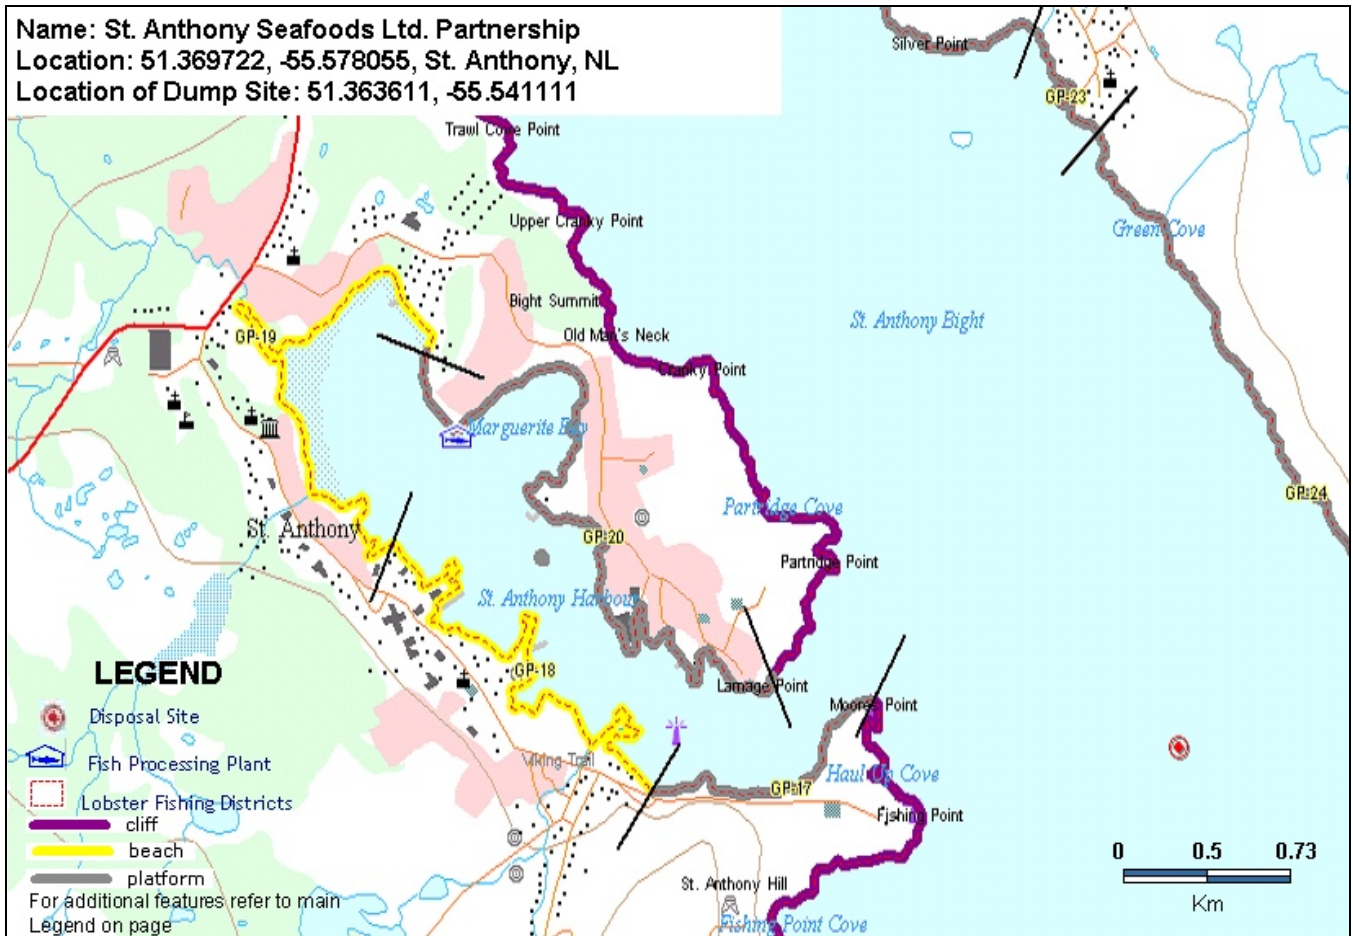 Name: St. Anthony Seafoods Ltd. Partnership
Location: 51.369722, -55.578055, St. Anthony, NL
Location of Dump Site: 51.363611, -55.541111
Silver Point
GP-23
Trawl Cove Point
Upper Cranky Point
Green Cove
Bight Summit
St. Anthony Bight
GP-19
Old Man's Neck
Cranky Point
Marguerite Bay
GP-24
Partridge Cove
St. Anthony
GP-20
Partridge Point
St. Anthony Harbour
LEGEND
GP-18
Lamage Point
Moores Point
Disposal Site
Fish Processing Plant
Viking Trail
Haul Up Cove
GP-17
Lobster Fishing Districts
Fishing Point
cliff
beach
platform
0 0.5 0.73
Km
St. Anthony Hill
For additional features refer to main
Legend on page
Fishing Point Cove